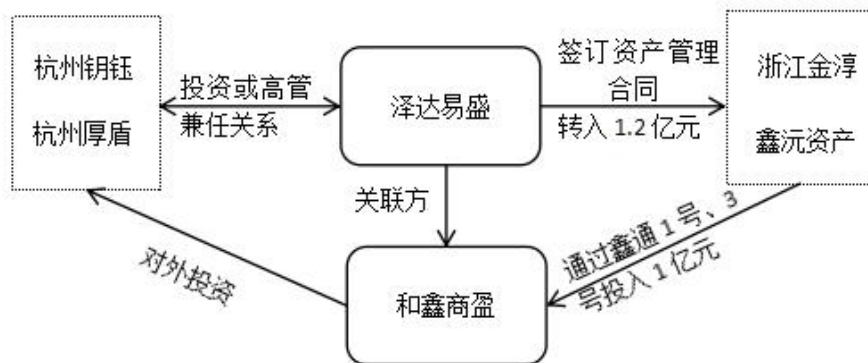 杭州钥钰
杭州厚盾
投资或高管
兼任关系
泽达易盛
签订资产管理
合同
转入 1.2 亿元
浙江金淳
鑫沅资产
关联方
对外投资
和鑫商盈
通过鑫通 1 号、3
号投入 1 亿元